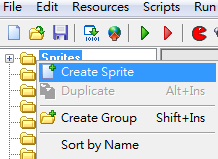 File Edit Resources Scripts Run
Sprites
Create Sprite
Duplicate Alt+Ins
Create Group Shift+Ins
Sort by Name